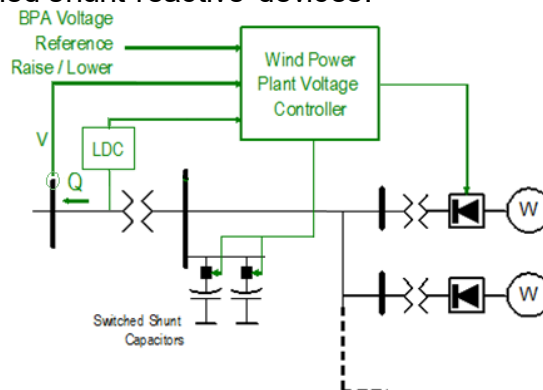 BPA Voltage
Reference
Raise / Lower
Wind Power
Plant Voltage
Controller
V
LDC
Q
W
W
Switched Shunt
Capacitors